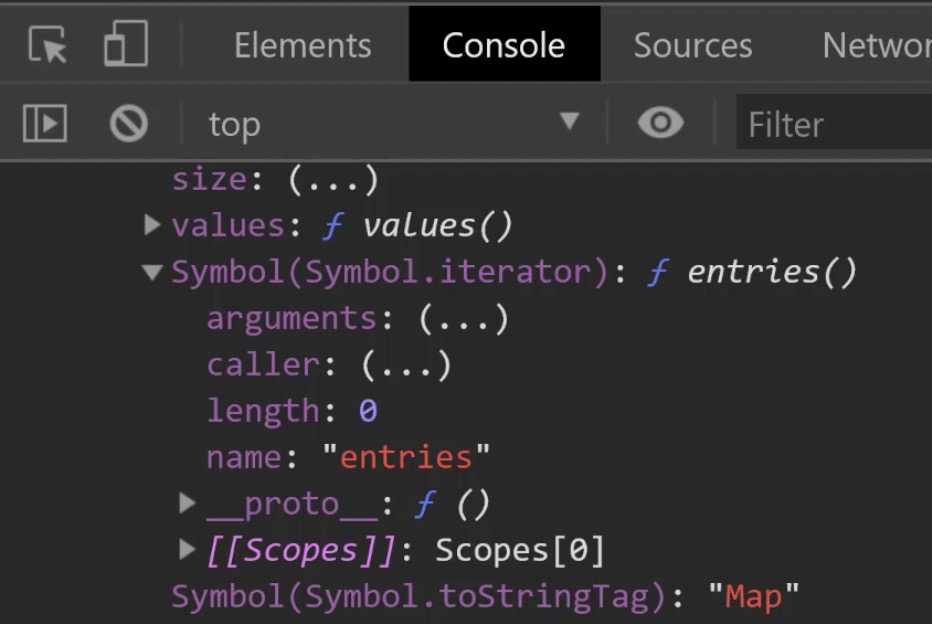 Elements Console Sources Networ
top Filter
size: (...)
values: ƒ values()
Symbol(Symbol.iterator): ƒ entries()
arguments: (...)
caller: (...)
length: 0
name: "entries"
__proto__: ƒ ()
[[Scopes]]: Scopes[0]
Symbol(Symbol.toStringTag): "Map"